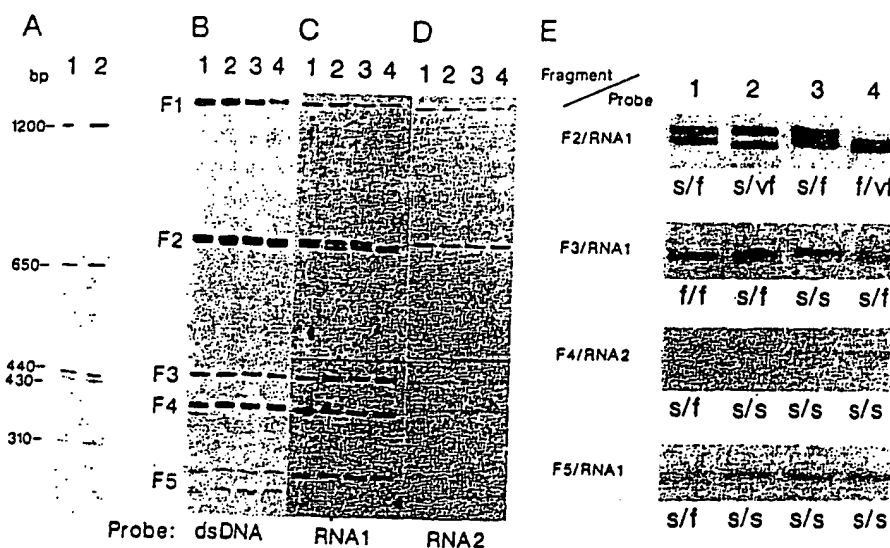 A
bp 1 2
1200-
650-
440-
430-
310-
B C D
1 2 3 4 1 2 3 4 1 2 3 4
F1
F2
F3
F4
F5
Probe: dsDNA RNA1 RNA2
E
Fragment
Probe
1 2 3 4
F2/RNA1
s/f s/vf s/f f/vf
F3/RNA1
f/f s/f s/s s/f
F4/RNA2
s/f s/s s/s s/s
F5/RNA1
s/f s/s s/s s/s